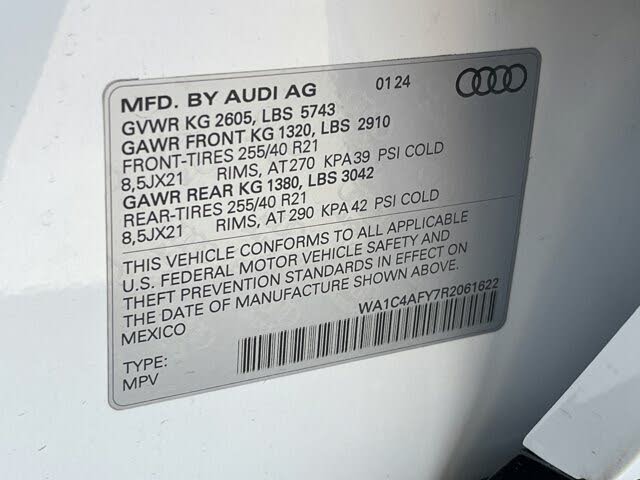 MFD. BY AUDI AG 01 24
GVWR KG 2605, LBS 5743
GAWR FRONT KG 1320, LBS 2910
FRONT-TIRES 255/40 R21
8,5JX21 RIMS, AT 270 KPA 39 PSI COLD
GAWR REAR KG 1380, LBS 3042
REAR-TIRES 255/40 R21
8,5JX21 RIMS, AT 290 KPA 42 PSI COLD
THIS VEHICLE CONFORMS TO ALL APPLICABLE
U.S. FEDERAL MOTOR VEHICLE SAFETY AND
THEFT PREVENTION STANDARDS IN EFFECT ON
THE DATE OF MANUFACTURE SHOWN ABOVE.
MEXICO
WA1C4AFY7R2061622
TYPE:
MPV